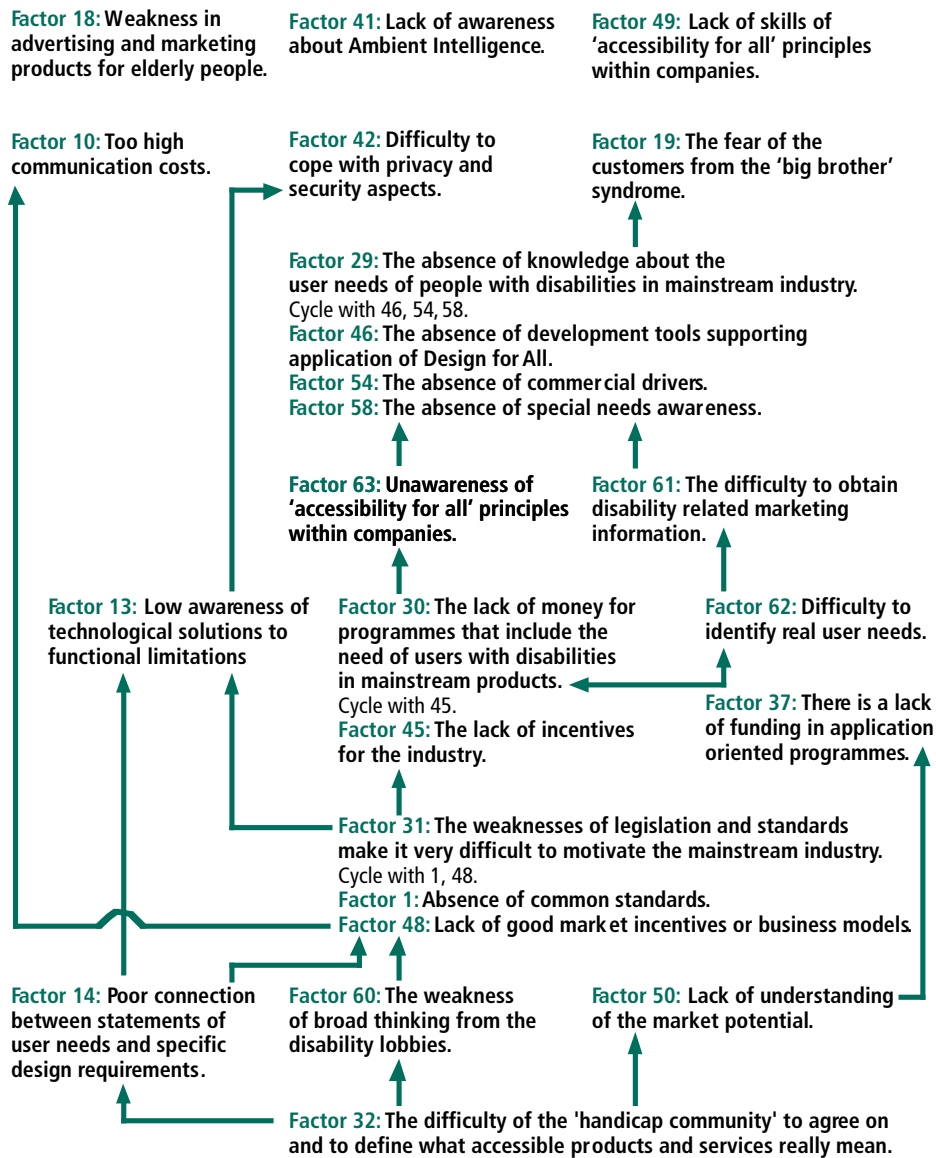 Factor 18: Weakness in
advertising and marketing
products for elderly people.
Factor 41: Lack of awareness
about Ambient Intelligence.
Factor 49: Lack of skills of
‘accessibility for all’ principles
within companies.
Factor 10: Too high
communication costs.
Factor 42: Difficulty to
cope with privacy and
security aspects.
Factor 19: The fear of the
customers from the ‘big brother’
syndrome.
Factor 29: The absence of knowledge about the
user needs of people with disabilities in mainstream industry.
Cycle with 46, 54, 58.
Factor 46: The absence of development tools supporting
application of Design for All.
Factor 54: The absence of commercial drivers.
Factor 58: The absence of special needs awareness.
Factor 63: Unawareness of
‘accessibility for all’ principles
within companies.
Factor 61: The difficulty to obtain
disability related marketing
information.
Factor 13: Low awareness of
technological solutions to
functional limitations
Factor 30: The lack of money for
programmes that include the
need of users with disabilities
in mainstream products.
Cycle with 45.
Factor 45: The lack of incentives
for the industry.
Factor 62: Difficulty to
identify real user needs.
Factor 37: There is a lack
of funding in application
oriented programmes.
Factor 31: The weaknesses of legislation and standards
make it very difficult to motivate the mainstream industry.
Cycle with 1, 48.
Factor 1: Absence of common standards.
Factor 48: Lack of good market incentives or business models.
Factor 14: Poor connection
between statements of
user needs and specific
design requirements.
Factor 60: The weakness
of broad thinking from the
disability lobbies.
Factor 50: Lack of understanding
of the market potential.
Factor 32: The difficulty of the 'handicap community' to agree on
and to define what accessible products and services really mean.